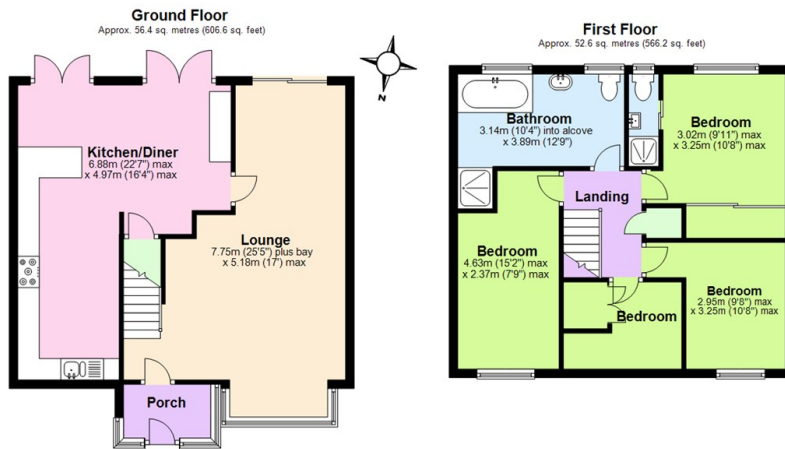 Ground Floor
Approx. 56.4 sq. metres (606.6 sq. feet)
Kitchen/Diner
6.88m (22'7") max
x 4.97m (16'4") max
Lounge
7.75m (25'5") plus bay
x 5.18m (17') max
Porch
N
First Floor
Approx. 52.6 sq. metres (566.2 sq. feet)
Bathroom
3.14m (10'4") into alcove
x 3.89m (12'9")
Bedroom
3.02m (9'11") max
x 3.25m (10'8") max
Landing
Bedroom
4.63m (15'2") max
x 2.37m (7'9") max
Bedroom
2.95m (9'8") max
x 3.25m (10'8") max
Bedroom